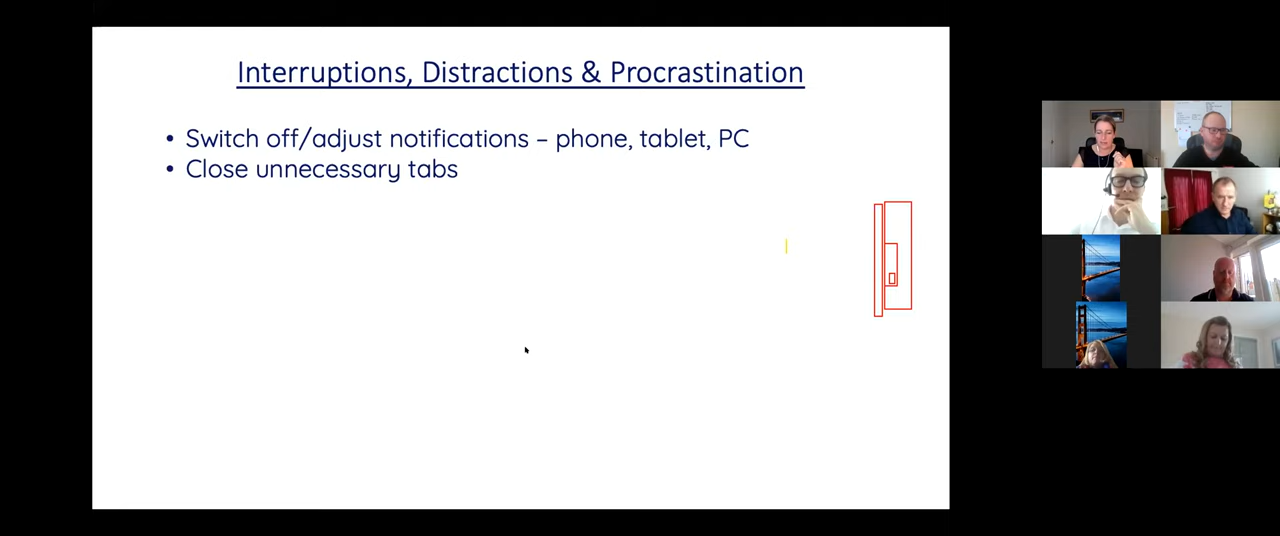 Interruptions, Distractions & Procrastination
• Switch off/adjust notifications – phone, tablet, PC
• Close unnecessary tabs